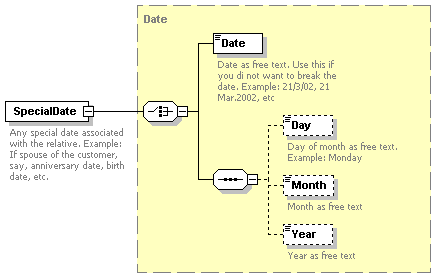 Date
Date
Date as free text. Use this if
you di not want to break the
date. Example: 21/3/02, 21
Mar.2002, etc
SpecialDate
Any special date associated
with the relative. Example:
If spouse of the customer,
say, anniversary date, birth
date, etc.
Day
Day of month as free text.
Example: Monday
Month
Month as free text
Year
Year as free text